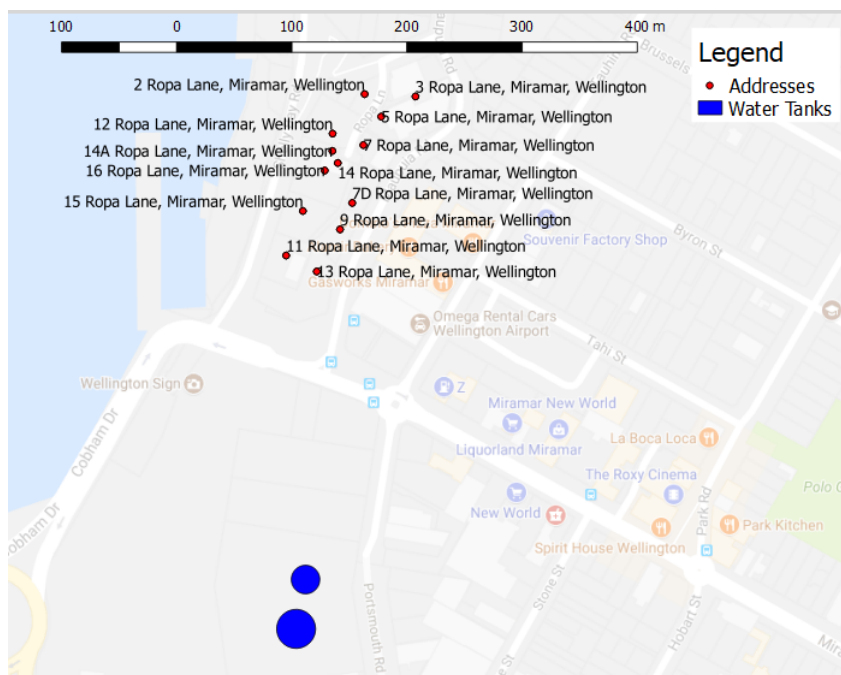 100 0 100 200 300 400 m
Legend
Addresses
Water Tanks
2 Ropa Lane, Miramar, Wellington
3 Ropa Lane, Miramar, Wellington
5 Ropa Lane, Miramar, Wellington
12 Ropa Lane, Miramar, Wellington
7 Ropa Lane, Miramar, Wellington
14A Ropa Lane, Miramar, Wellington
14 Ropa Lane, Miramar, Wellington
16 Ropa Lane, Miramar, Wellington
7D Ropa Lane, Miramar, Wellington
15 Ropa Lane, Miramar, Wellington
9 Ropa Lane, Miramar, Wellington
11 Ropa Lane, Miramar, Wellington
13 Ropa Lane, Miramar, Wellington
Ropa Ln
Brussels
Byron St
Souvenir Factory Shop
Gasworks Miramar
Omega Rental Cars
Wellington Airport
Tahi St
Wellington Sign
Z
Miramar New World
Liquorland Miramar
La Boca Loca
The Roxy Cinema
New World
Park Rd
Park Kitchen
Spirit House Wellington
Polo
Cobham Dr
Cobham Dr
Portsmouth Rd
Stone St
Hobart St
Mira